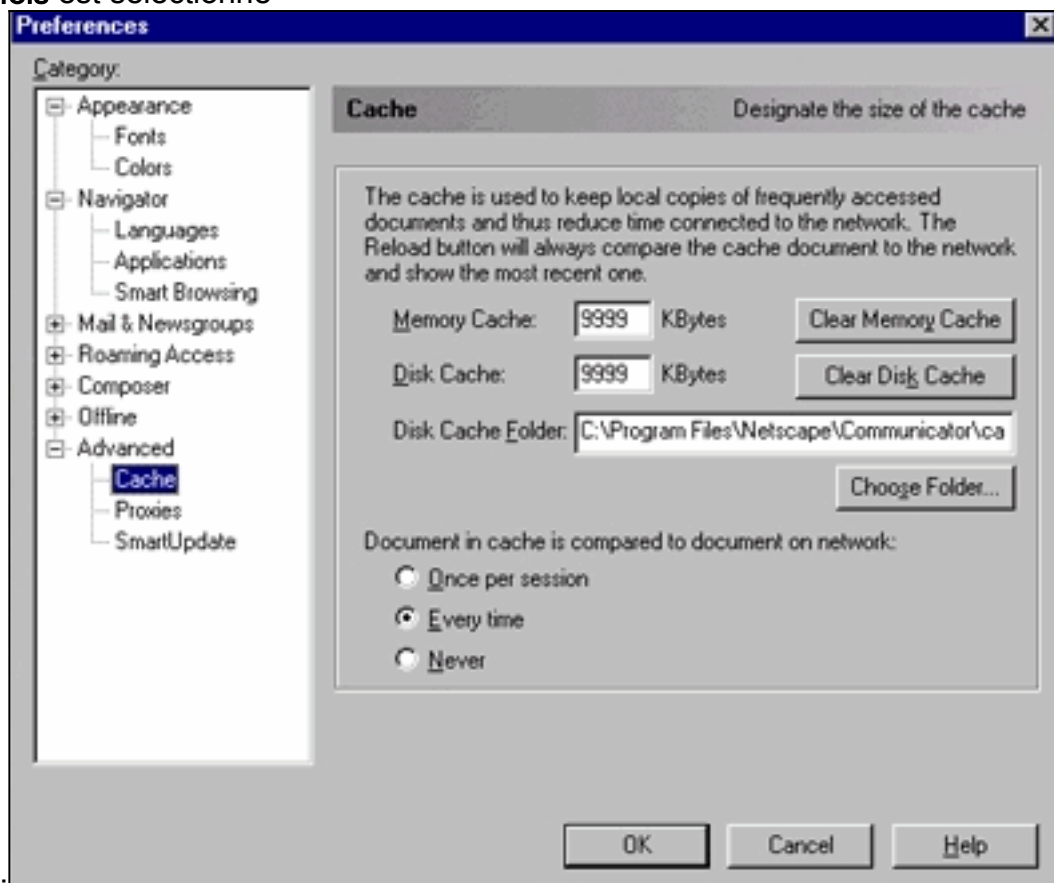 est sélectionné
Preferences
Category:
Appearance
Fonts
Colors
Navigator
Languages
Applications
Smart Browsing
Mail & Newsgroups
Roaming Access
Composer
Offline
Advanced
Cache
Proxies
SmartUpdate
Cache Designate the size of the cache
The cache is used to keep local copies of frequently accessed
documents and thus reduce time connected to the network. The
Reload button will always compare the cache document to the network
and show the most recent one.
Memory Cache: 9999 KBytes Clear Memory Cache
Disk Cache: 9999 KBytes Clear Disk Cache
Disk Cache Folder: C:\Program Files\Netscape\Communicator\ca
Choose Folder...
Document in cache is compared to document on network:
Once per session
Every time
Never
OK Cancel Help